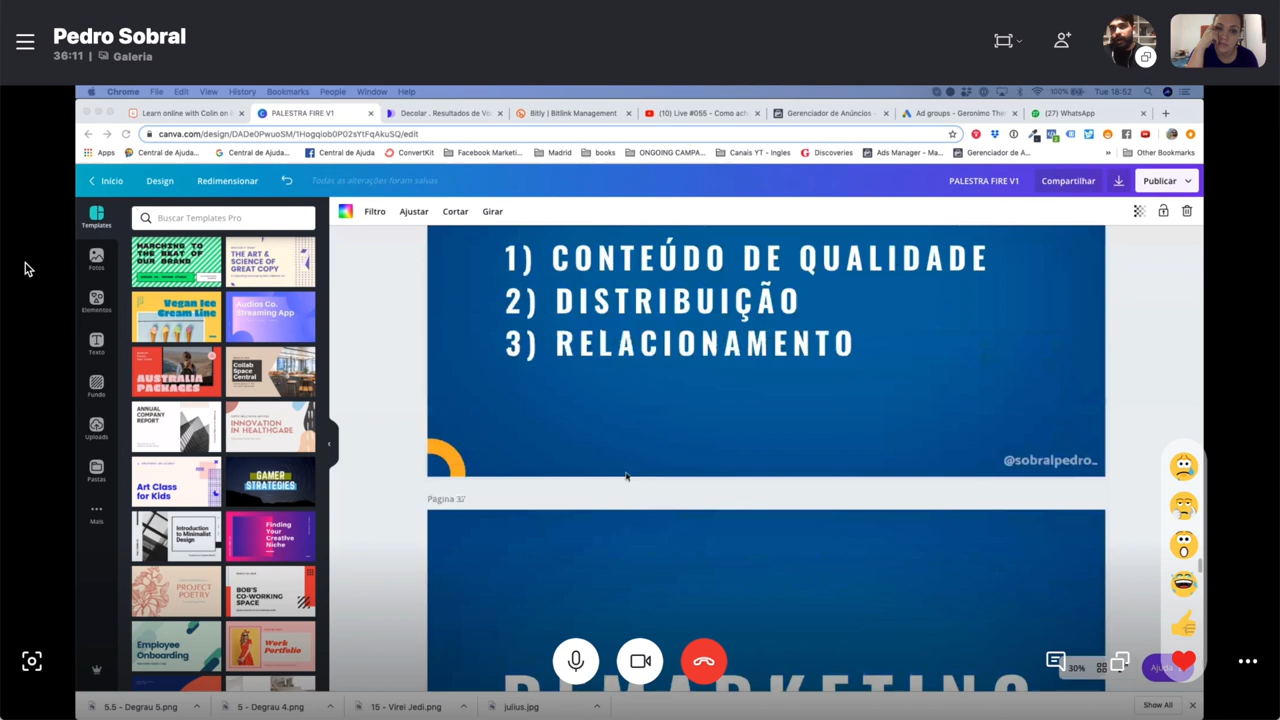 Pedro Sobral
36:11 | Galeria
Chrome File Edit View History Bookmarks People Window Help
100% Tue 18:52
Learn online with Colin on l
PALESTRA FIRE V1
Decolar . Resultados de Vo
Bitly | Bitlink Management
(10) Live #055 - Como ach
Gerenciador de Anúncios
Ad groups - Geronimo The
(27) WhatsApp
canva.com/design/DADe0PwuoSM/1Hogqiob0P02sYtFqAkuSQ/edit
Apps
Central de Ajuda...
Central de Ajuda...
Central de Ajuda
ConvertKit
Facebook Marketi...
Madrid
books
ONGOING CAMPA...
Canais YT - Ingles
Discoveries
Ads Manager - Ma...
Gerenciador de A...
Other Bookmarks
Início
Design
Redimensionar
Todas as alterações foram salvas
PALESTRA FIRE V1
Compartilhar
Publicar
Templates
Fotos
Elementos
Texto
Fundo
Uploads
Pastas
Mais
Buscar Templates Pro
MARCHING TO
THE BEAT OF
OUR BRAND
THE ART &
SCIENCE OF
GREAT COPY
Vegan Ice
Cream Line
Audios Co.
Streaming App
AUSTRALIA
PACKAGES
Collab
Space
Central
ANNUAL
COMPANY
REPORT
INNOVATION
IN HEALTHCARE
Art Class
for Kids
GAMER
STRATEGIES
Introduction
to Minimalist
Design
Finding
Your
Creative
Niche
PROJECT
POETRY
BOB'S
CO-WORKING
SPACE
Employee
Onboarding
Work
Portfolio
Filtro
Ajustar
Cortar
Girar
1) CONTEÚDO DE QUALIDADE
2) DISTRIBUIÇÃO
3) RELACIONAMENTO
@sobralpedro_
Página 37
REMARKETING
30%
Ajuda
5.5 - Degrau 5.png
5 - Degrau 4.png
15 - Virei Jedi.png
julius.jpg
Show All